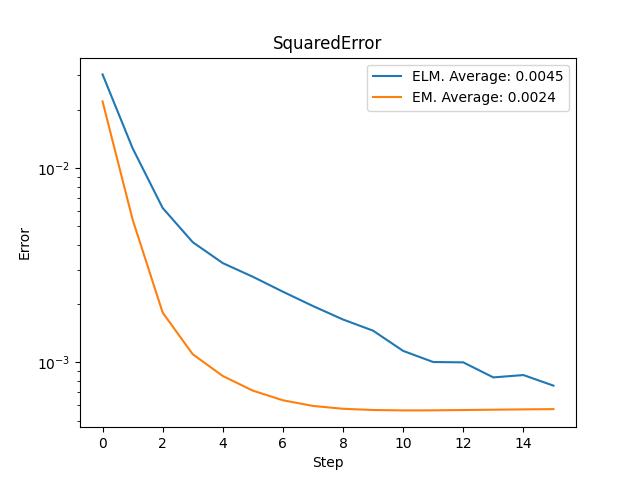 SquaredError
ELM. Average: 0.0045
EM. Average: 0.0024
10⁻²
10⁻³
Error
0 2 4 6 8 10 12 14
Step